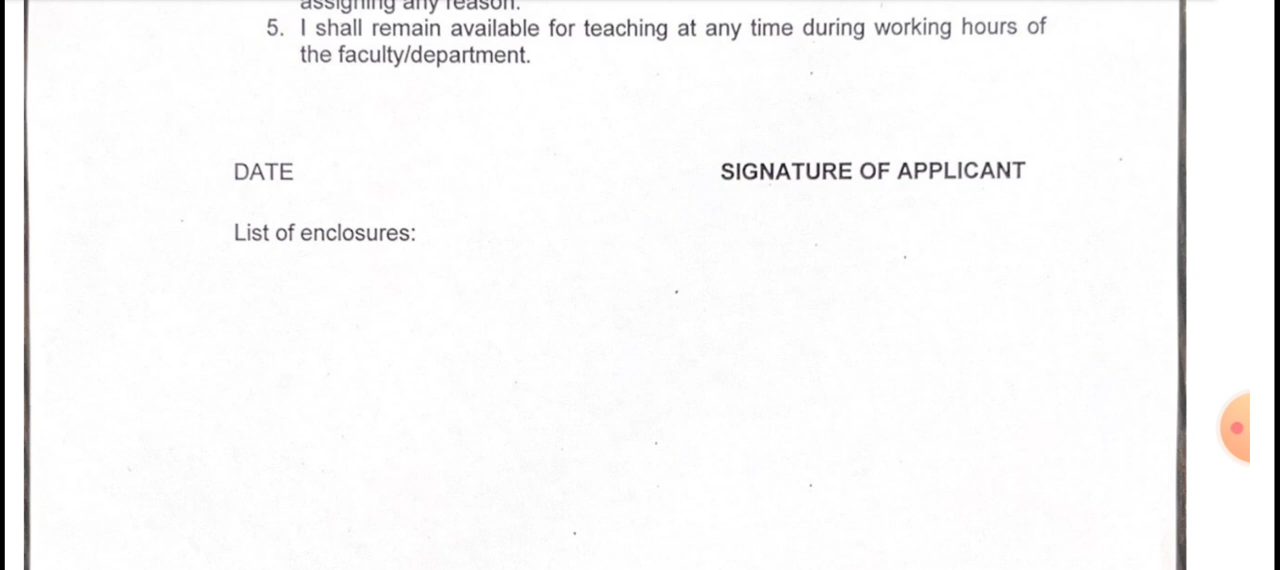 assigning any reason.
5. I shall remain available for teaching at any time during working hours of
the faculty/department.
DATE
SIGNATURE OF APPLICANT
List of enclosures: